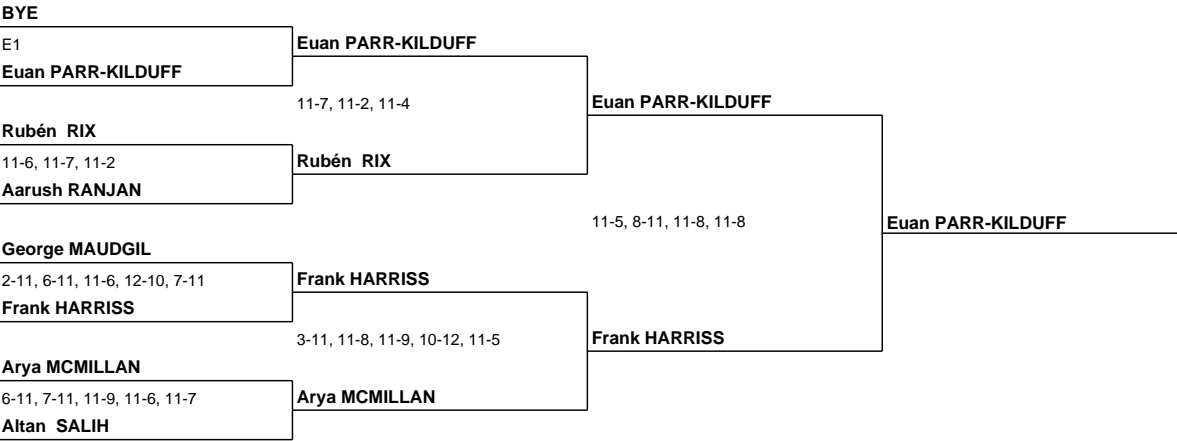 BYE
E1
Euan PARR-KILDUFF
Euan PARR-KILDUFF
11-7, 11-2, 11-4
Euan PARR-KILDUFF
Rubén RIX
11-6, 11-7, 11-2
Rubén RIX
Aarush RANJAN
11-5, 8-11, 11-8, 11-8
Euan PARR-KILDUFF
George MAUDGIL
2-11, 6-11, 11-6, 12-10, 7-11
Frank HARRISS
Frank HARRISS
3-11, 11-8, 11-9, 10-12, 11-5
Frank HARRISS
Arya MCMILLAN
6-11, 7-11, 11-9, 11-6, 11-7
Arya MCMILLAN
Altan SALIH